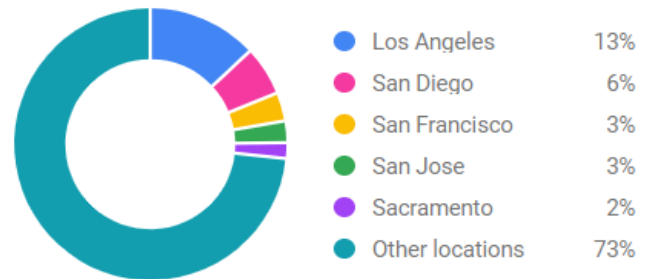 Los Angeles 13%
San Diego 6%
San Francisco 3%
San Jose 3%
Sacramento 2%
Other locations 73%